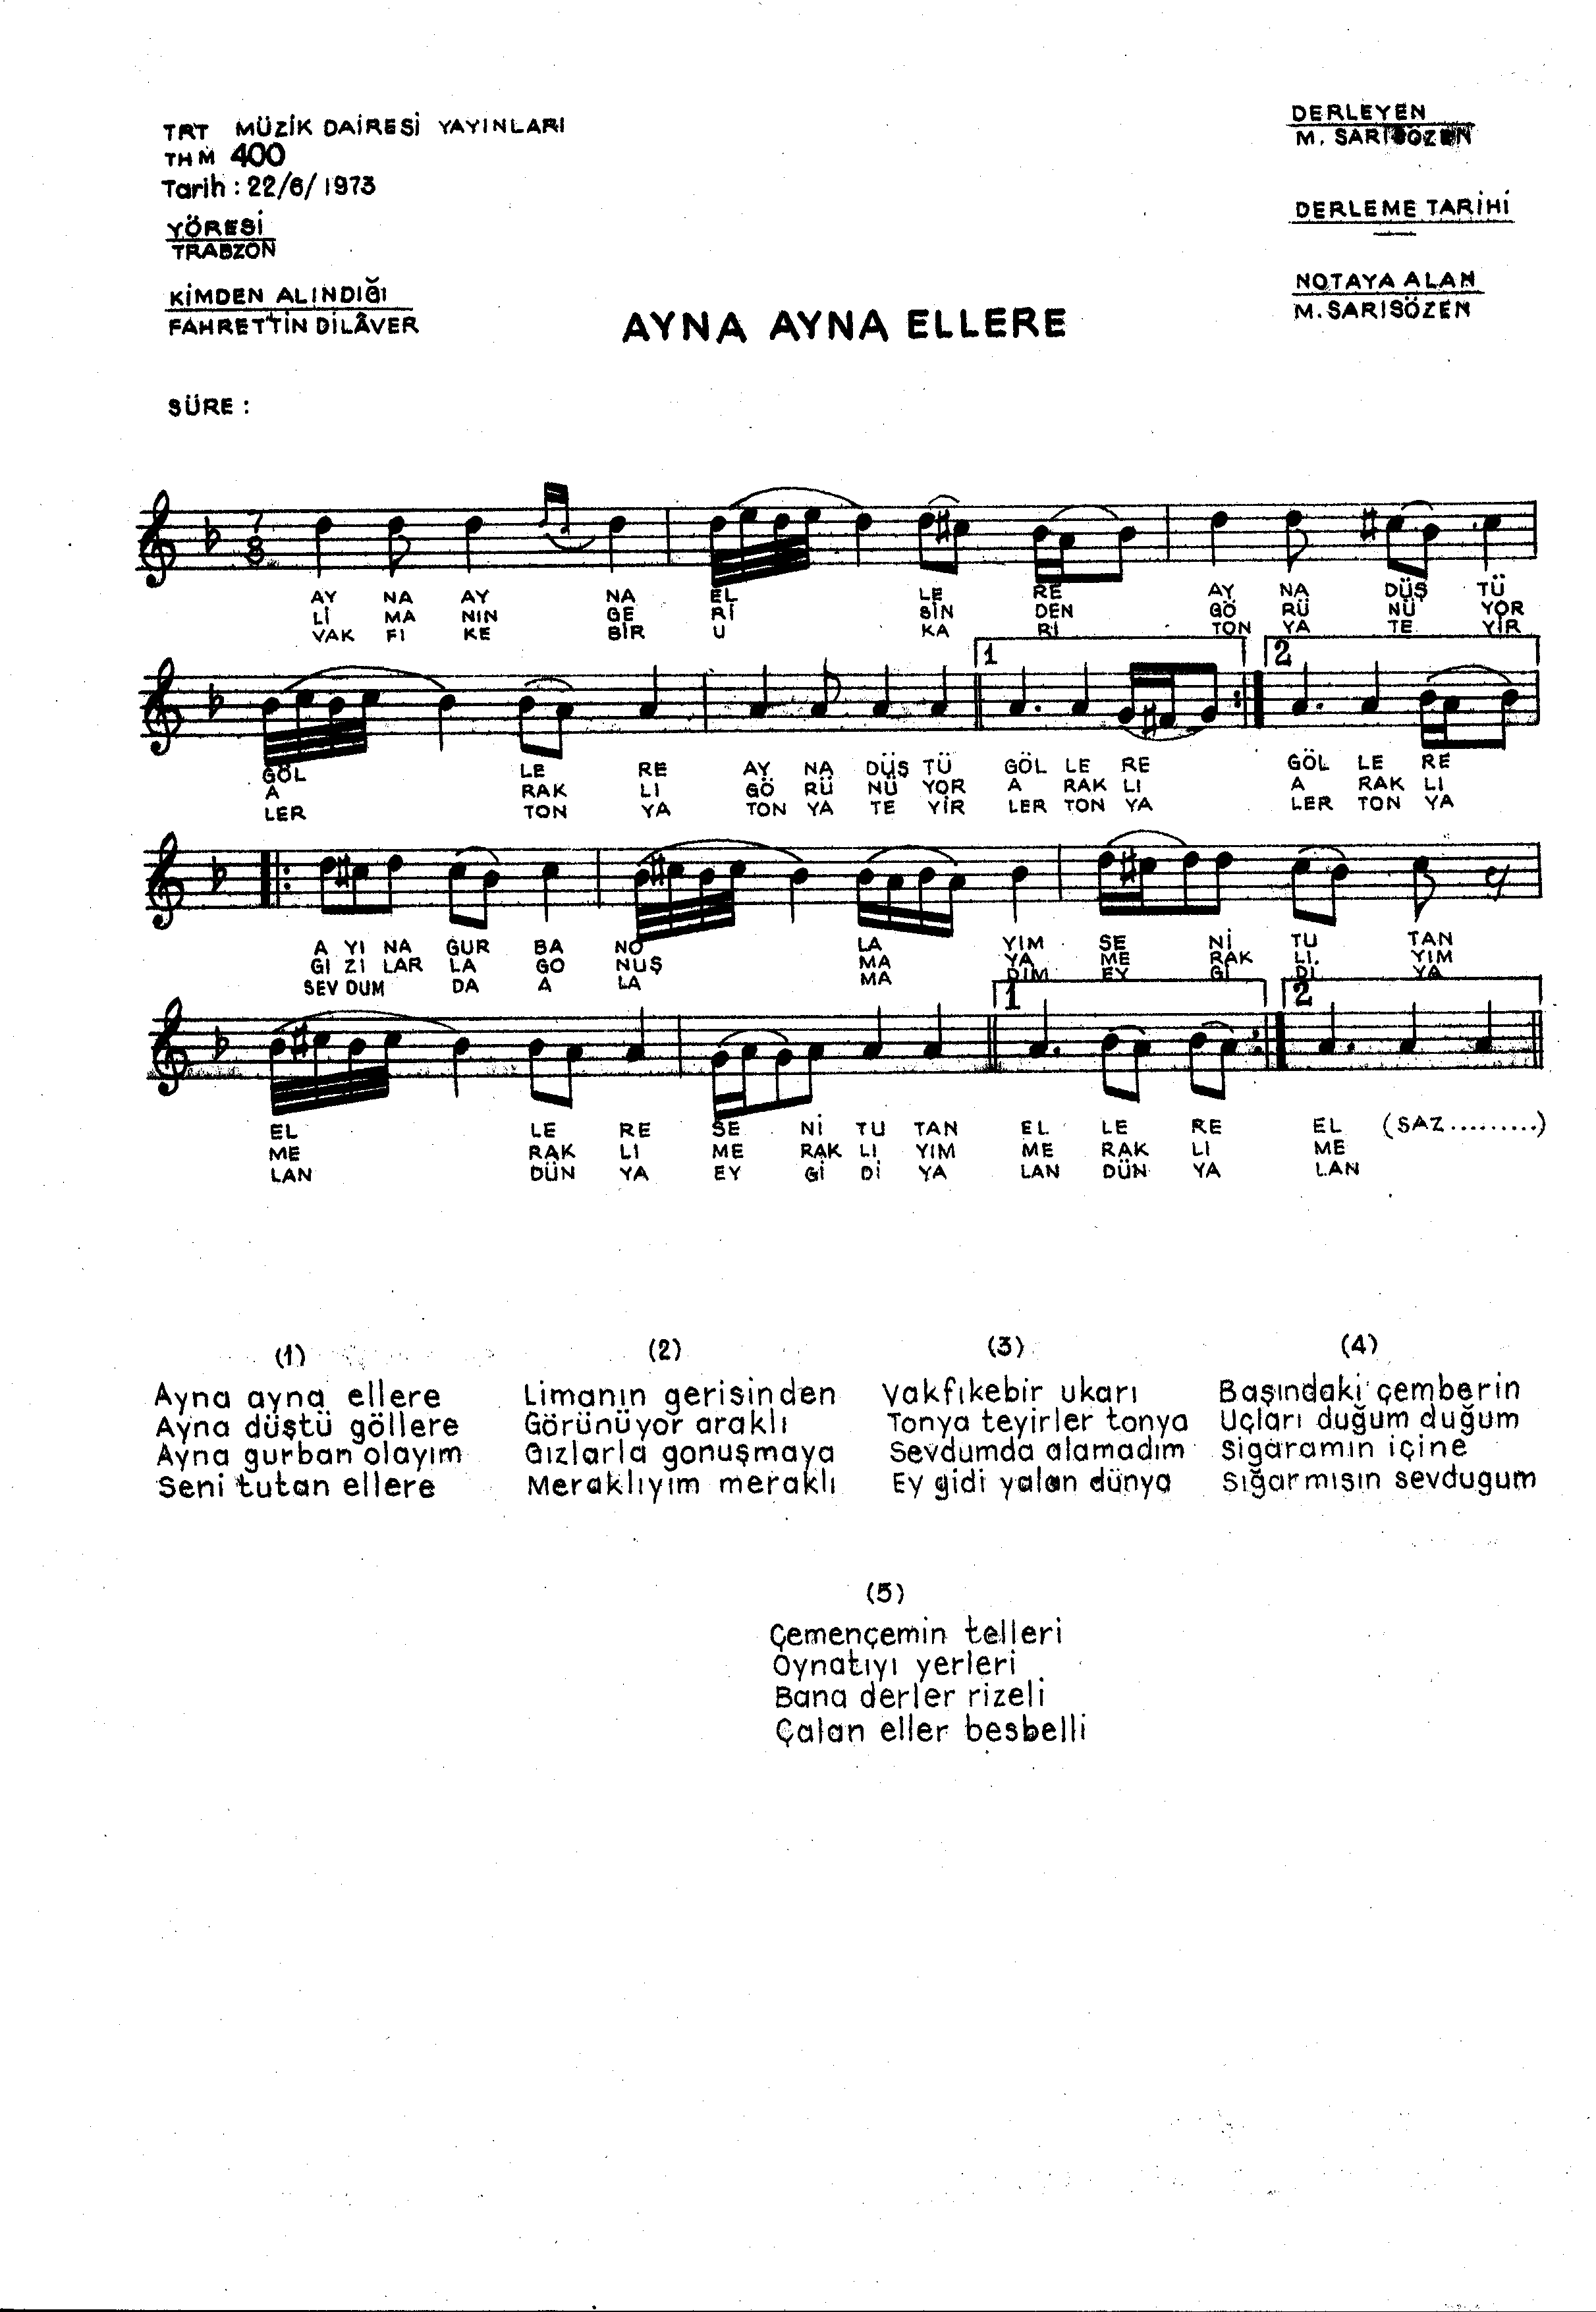 TRT MÜZİK DAİRESİ YAYINLARI
THM 400
Tarih : 22/6/1973
YÖRESİ
TRABZON
KİMDEN ALINDIĞI
FAHRETTİN DİLÂVER
DERLEYEN
M. SARISÖZEN
DERLEME TARİHİ
NOTAYA ALAN
M. SARISÖZEN
AYNA AYNA ELLERE
SÜRE :
7
8
AY NA AY NA EL LE RE AY NA DÜŞ TÜ
Lİ MA NIN GE Rİ SİN DEN GÖ RÜ NÜ YOR
VAK FI KE BİR U KA RI TON YA TE YİR
1 2
GÖL LE RE AY NA DÜŞ TÜ GÖL LE RE GÖL LE RE
A RAK LI GÖ RÜ NÜ YOR A RAK LI A RAK LI
LER TON YA TON YA TE YİR LER TON YA LER TON YA
A YI NA GUR BA NO LA YIM SE Nİ TU TAN
GI ZI LAR LA GO NUŞ MA YA ME RAK LI. YIM
SEV DUM DA A LA MA DIM EY Gİ Dİ YA
1 2
EL LE RE SE Nİ TU TAN EL LE RE EL (SAZ.........)
ME RAK LI ME RAK LI YIM ME RAK LI ME
LAN DÜN YA EY Gİ Dİ YA LAN DÜN YA LAN
(1)
Ayna ayna ellere
Ayna düştü göllere
Ayna gurban olayım
Seni tutan ellere
(2)
Limanın gerisinden
Görünüyor araklı
Gızlarla gonuşmaya
Meraklıyım meraklı
(3)
Vakfıkebir ukarı
Tonya teyirler tonya
Sevdumda alamadım
Ey gidi yalan dünya
(4)
Başındaki çemberin
Uçları duğum duğum
Sigaramın içine
Sığarmısın sevdugum
(5)
Çemençemin telleri
Oynatıyı yerleri
Bana derler rizeli
Çalan eller besbelli